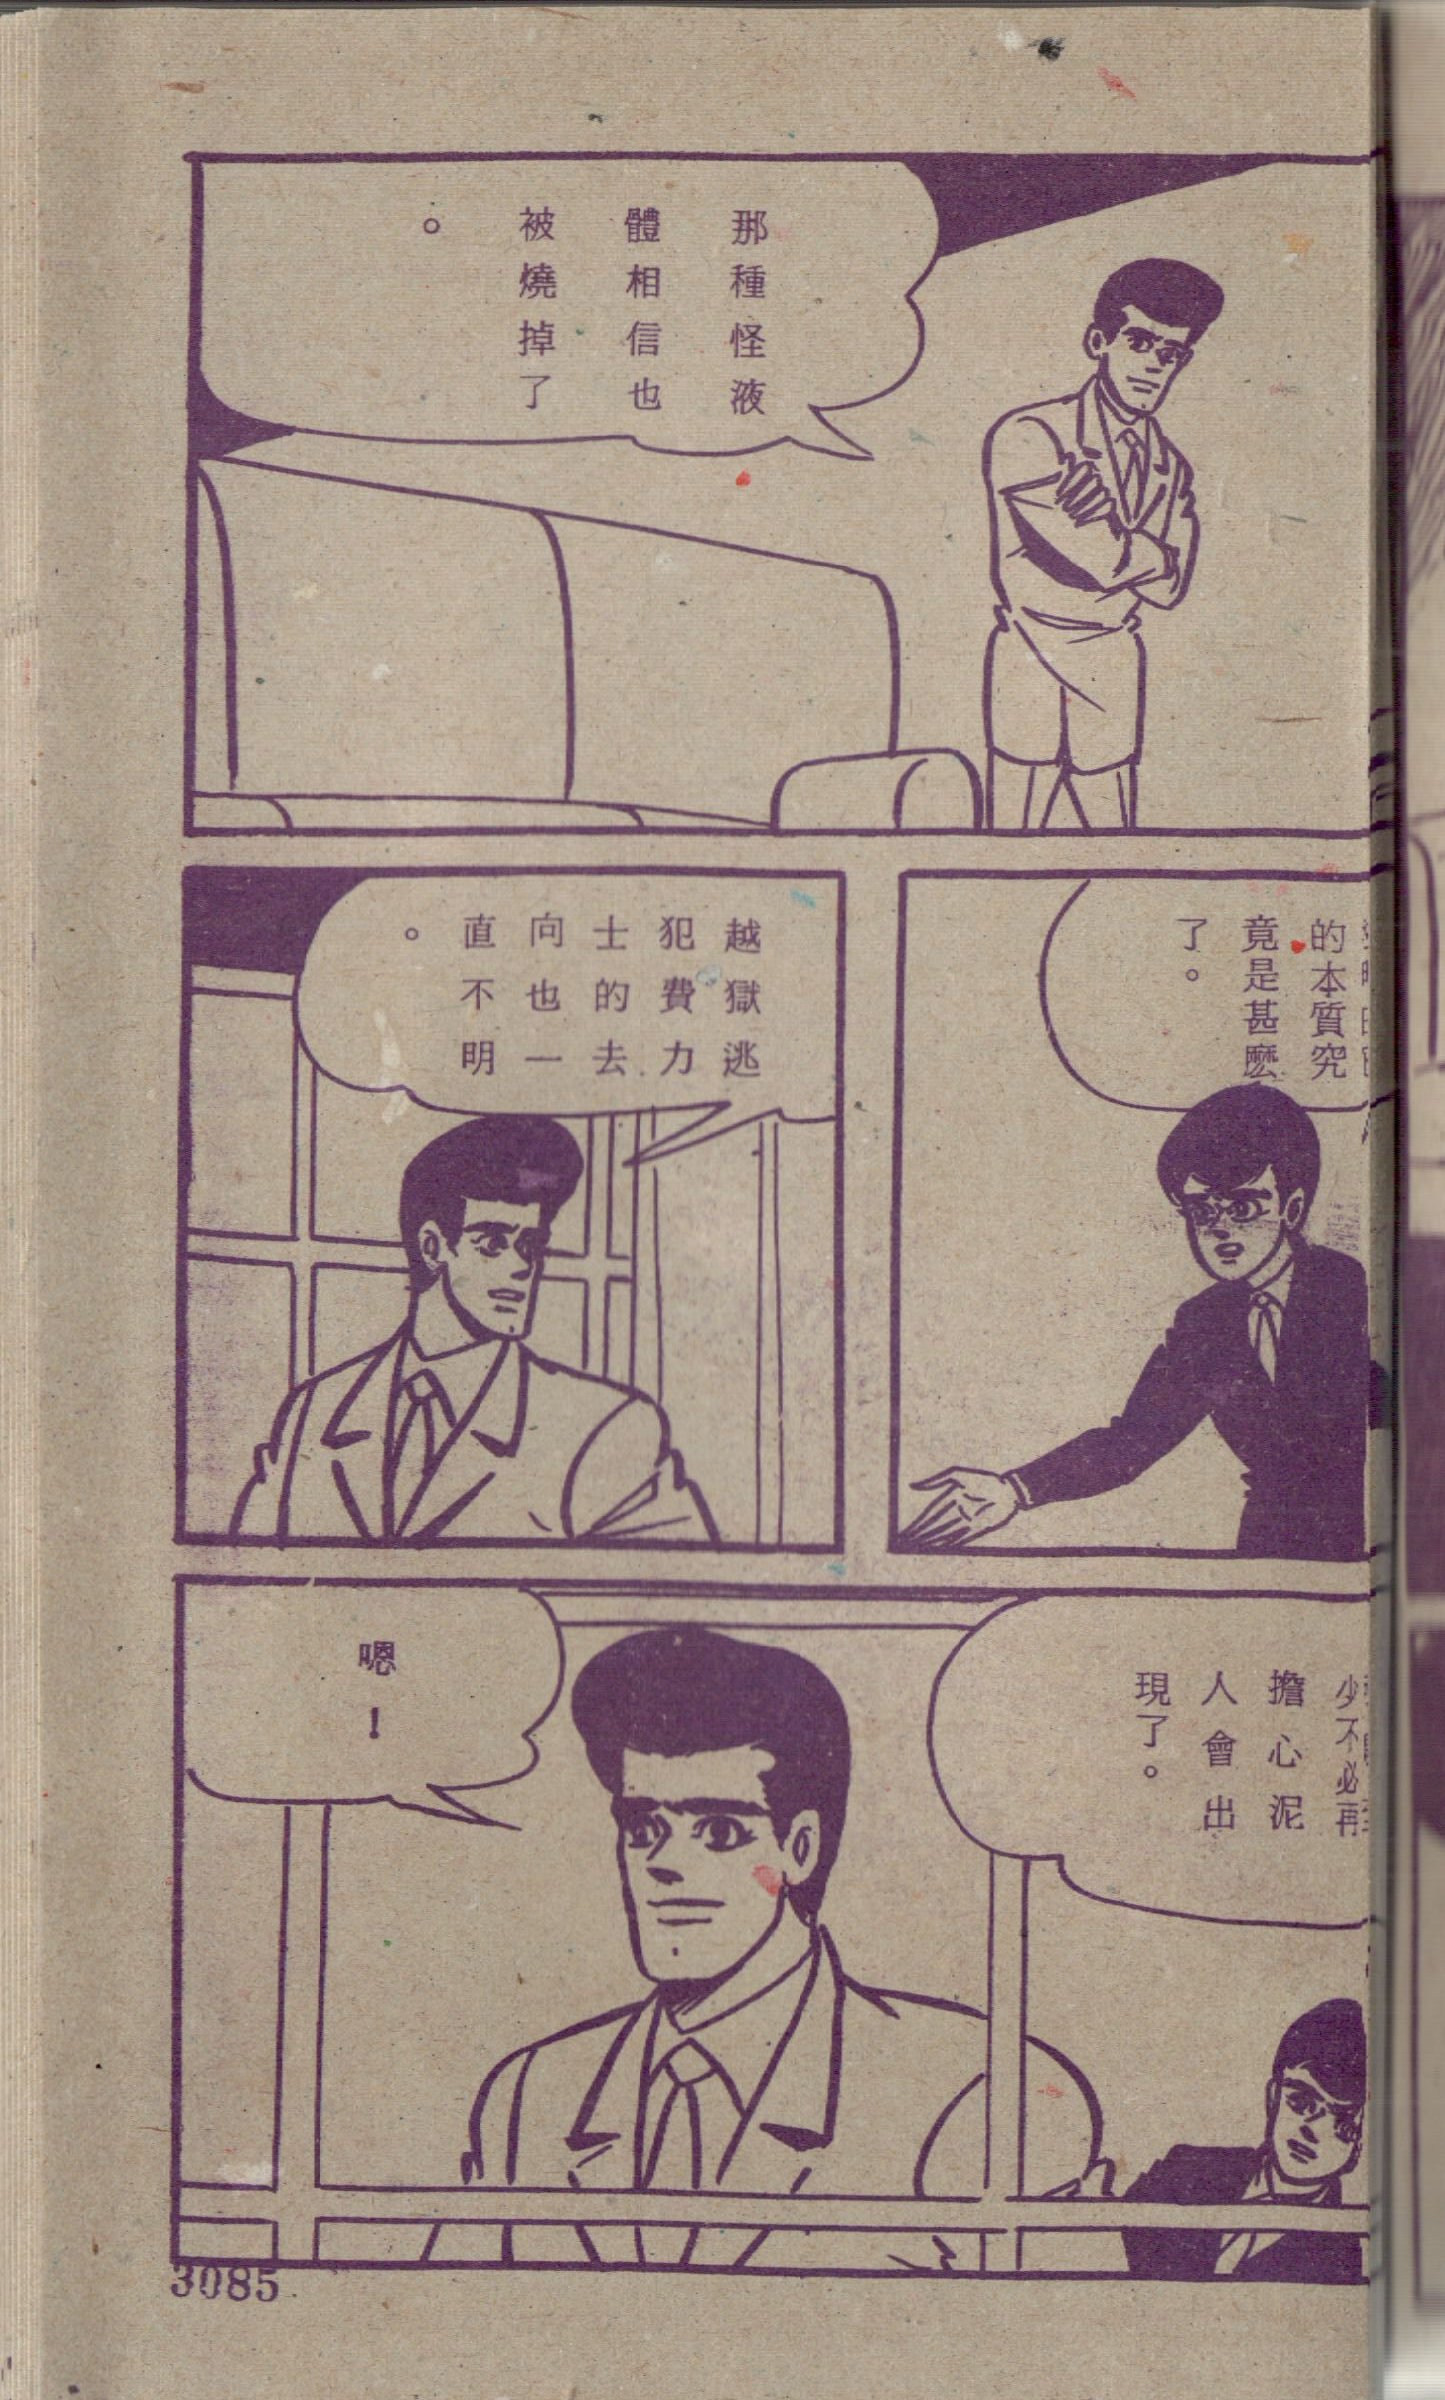 那種怪液
體相信也
被燒掉了
。
的本質究
竟是甚麼
了。
越獄逃
犯費力
士的去
向也一
直不明
。
少不必再
擔心泥
人會出
現了。
嗯！
3085